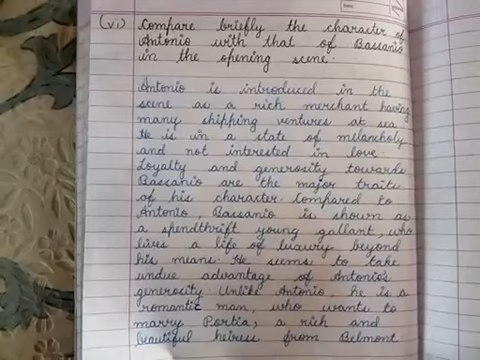 (vi) Compare briefly the character of
Antonio with that of Bassanio
in the opening scene.
Antonio is introduced in the
scene as a rich merchant having
many shipping ventures at sea
He is in a state of melancholy
and not interested in love.
Loyalty and generosity towards
Bassanio are the major traits
of his character. Compared to
Antonio, Bassanio is shown as
a spendthrift young gallant, who
lives a life of luxury beyond
his means. He seems to take
undue advantage of Antonio's
generosity. Unlike Antonio, he is a
romantic man, who wants to
marry Portia, a rich and
beautiful heiress from Belmont